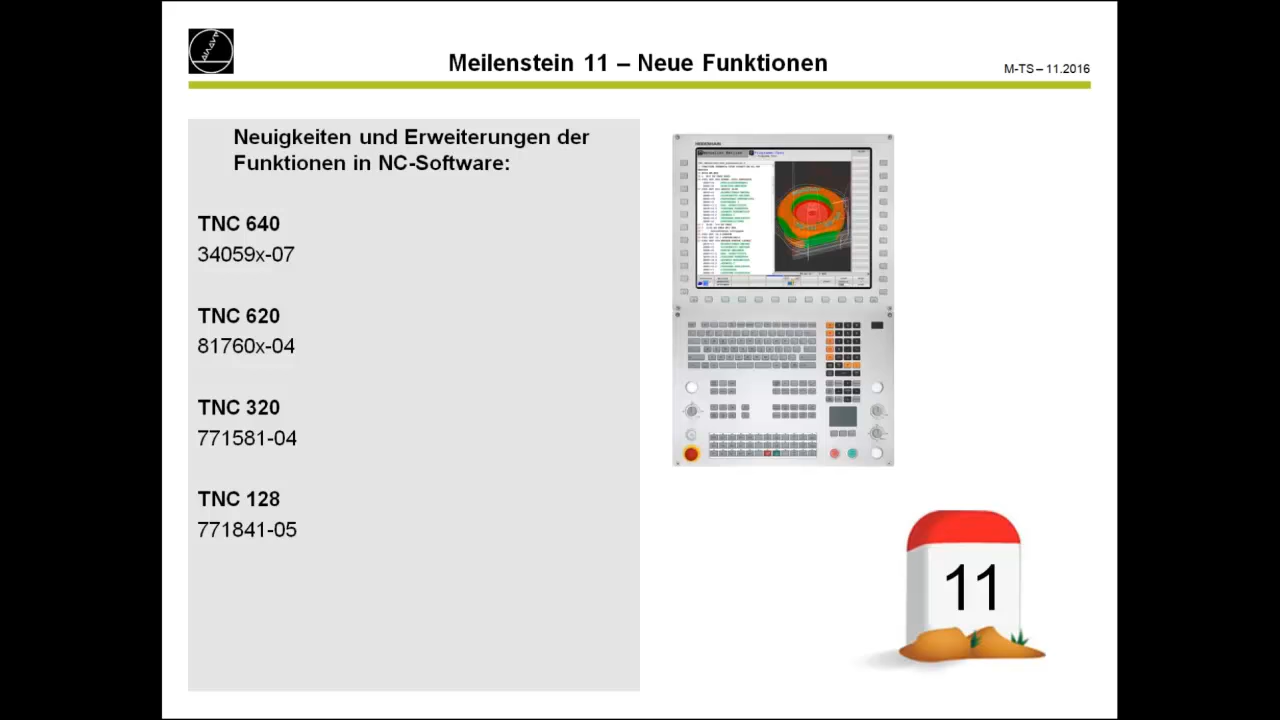 Meilenstein 11 – Neue Funktionen
M-TS – 11.2016
Neuigkeiten und Erweiterungen der
Funktionen in NC-Software:
TNC 640
34059x-07
TNC 620
81760x-04
TNC 320
771581-04
TNC 128
771841-05
HEIDENHAIN
11